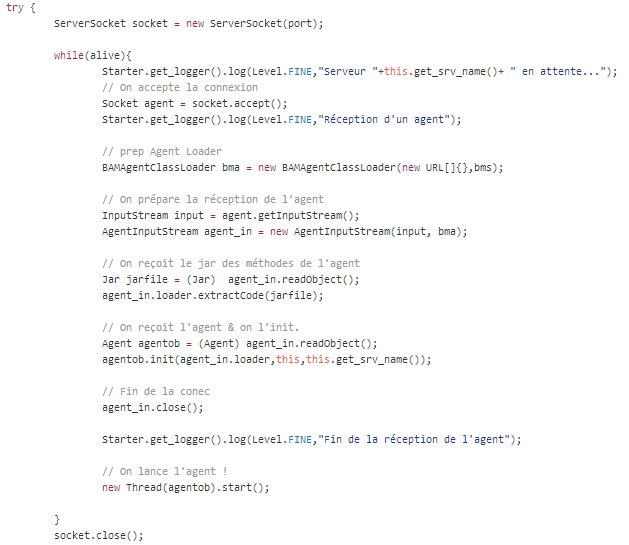 try {
ServerSocket socket = new ServerSocket(port);
while(alive){
Starter.get_logger().log(Level.FINE,"Serveur "+this.get_srv_name()+ " en attente...");
// On accepte la connexion
Socket agent = socket.accept();
Starter.get_logger().log(Level.FINE,"Réception d'un agent");
// prep Agent Loader
BAMAgentClassLoader bma = new BAMAgentClassLoader(new URL[]{},bms);
// On prépare la réception de l'agent
InputStream input = agent.getInputStream();
AgentInputStream agent_in = new AgentInputStream(input, bma);
// On reçoit le jar des méthodes de l'agent
Jar jarfile = (Jar)  agent_in.readObject();
agent_in.loader.extractCode(jarfile);
// On reçoit l'agent & on l'init.
Agent agentob = (Agent) agent_in.readObject();
agentob.init(agent_in.loader,this,this.get_srv_name());
// Fin de la conec
agent_in.close();
Starter.get_logger().log(Level.FINE,"Fin de la réception de l'agent");
// On lance l'agent !
new Thread(agentob).start();
}
socket.close();